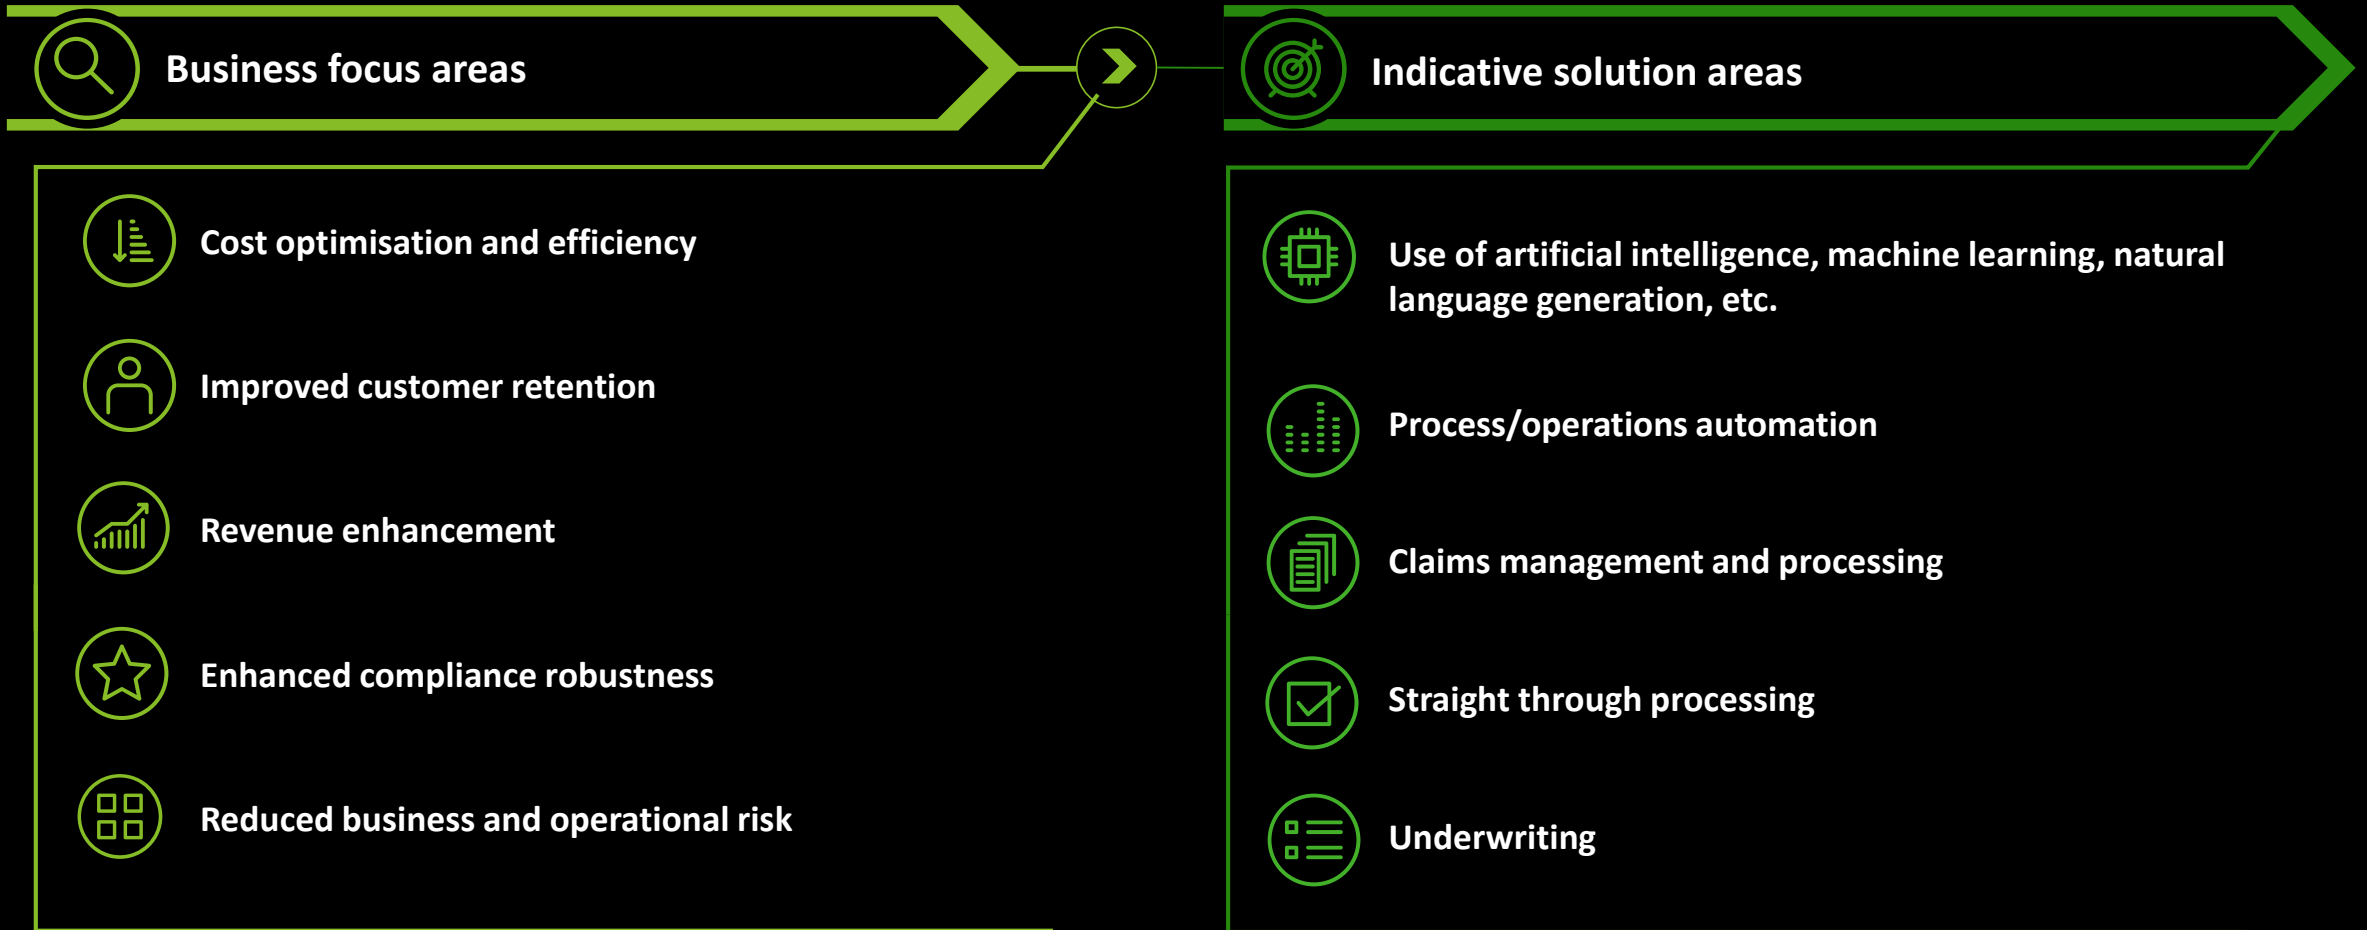 Business focus areas
Cost optimisation and efficiency
Improved customer retention
Revenue enhancement
Enhanced compliance robustness
Reduced business and operational risk
Indicative solution areas
Use of artificial intelligence, machine learning, natural
language generation, etc.
Process/operations automation
Claims management and processing
Straight through processing
Underwriting